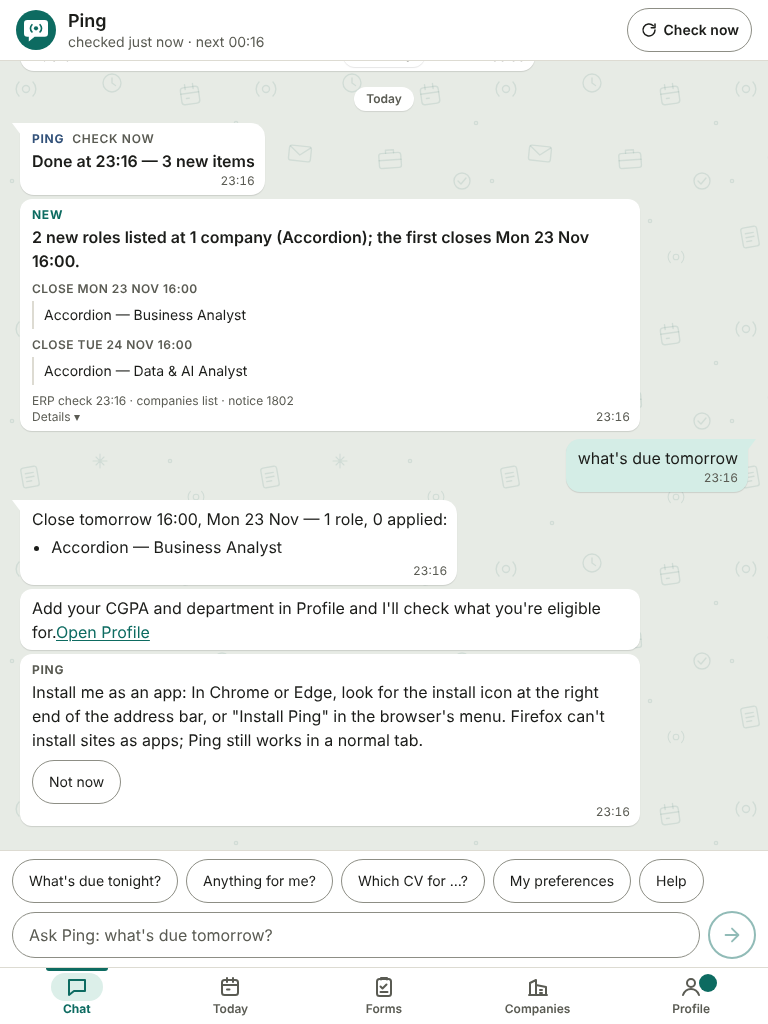 Ping
checked just now · next 00:16
Check now
Today
PING CHECK NOW
Done at 23:16 — 3 new items
23:16
NEW
2 new roles listed at 1 company (Accordion); the first closes Mon 23 Nov
16:00.
CLOSE MON 23 NOV 16:00
Accordion — Business Analyst
CLOSE TUE 24 NOV 16:00
Accordion — Data & AI Analyst
ERP check 23:16 · companies list · notice 1802
Details ▾
23:16
what's due tomorrow
23:16
Close tomorrow 16:00, Mon 23 Nov — 1 role, 0 applied:
• Accordion — Business Analyst
23:16
Add your CGPA and department in Profile and I'll check what you're eligible
for.Open Profile
PING
Install me as an app: In Chrome or Edge, look for the install icon at the right
end of the address bar, or "Install Ping" in the browser's menu. Firefox can't
install sites as apps; Ping still works in a normal tab.
Not now
23:16
What's due tonight?
Anything for me?
Which CV for …?
My preferences
Help
Ask Ping: what's due tomorrow?
Chat
Today
Forms
Companies
Profile